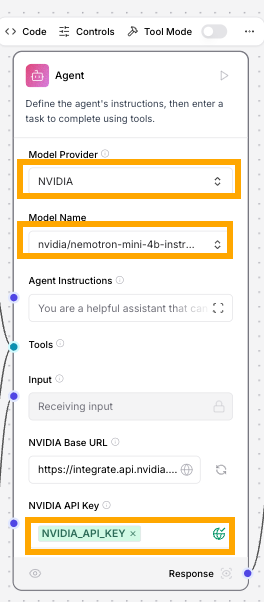 Code Controls Tool Mode
Agent
Define the agent's instructions, then enter a
task to complete using tools.
Model Provider
NVIDIA
Model Name
nvidia/nemotron-mini-4b-instr...
Agent Instructions
You are a helpful assistant that can
Tools
Input
Receiving input
NVIDIA Base URL
https://integrate.api.nvidia....
NVIDIA API Key
NVIDIA_API_KEY ×
Response